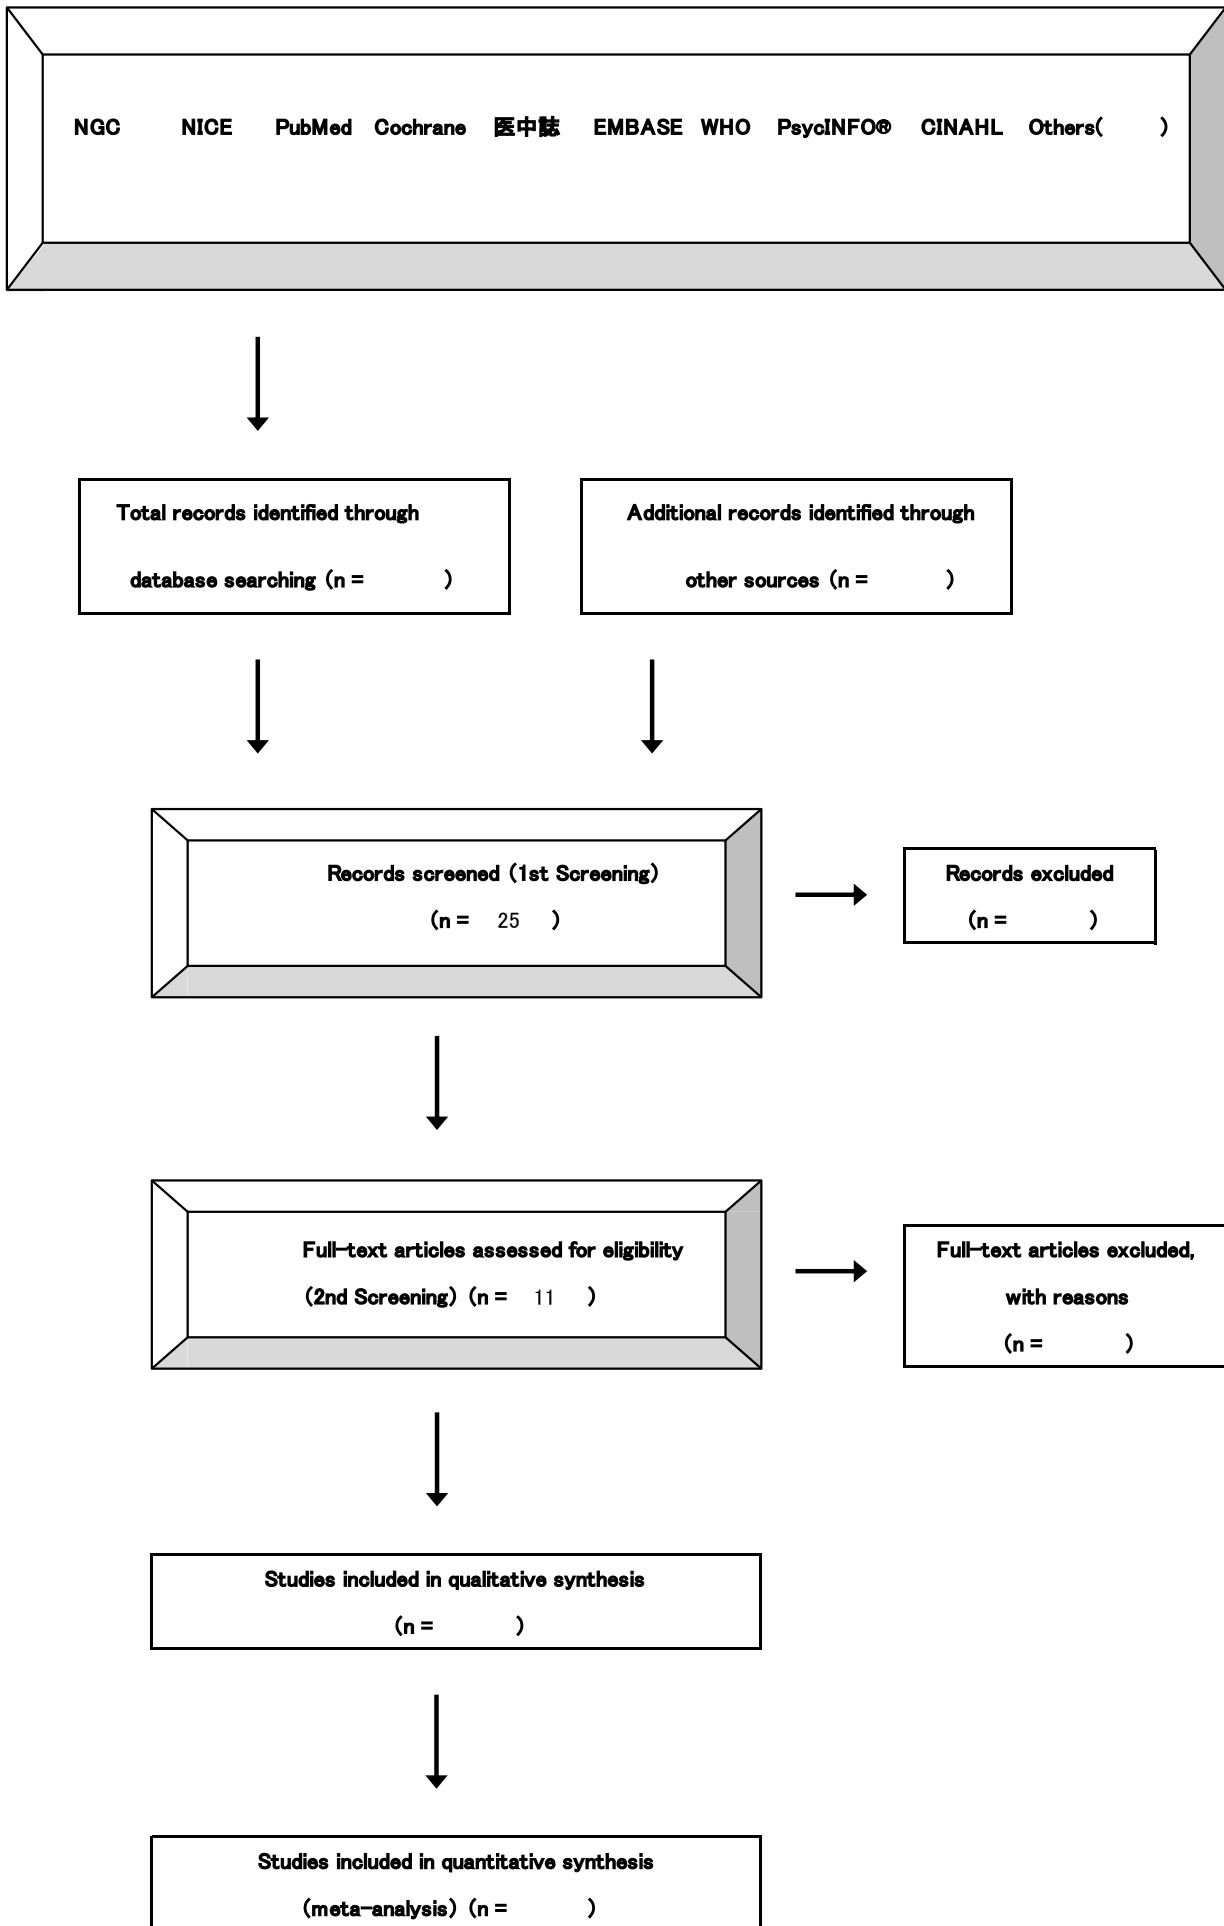 NGC NICE PubMed Cochrane 医中誌 EMBASE WHO PsycINFO® CINAHL Others( )
Total records identified through
database searching (n = )
Additional records identified through
other sources (n = )
Records screened (1st Screening)
(n = 25 )
Records excluded
(n = )
Full-text articles assessed for eligibility
(2nd Screening) (n = 11 )
Full-text articles excluded,
with reasons
(n = )
Studies included in qualitative synthesis
(n = )
Studies included in quantitative synthesis
(meta-analysis) (n = )